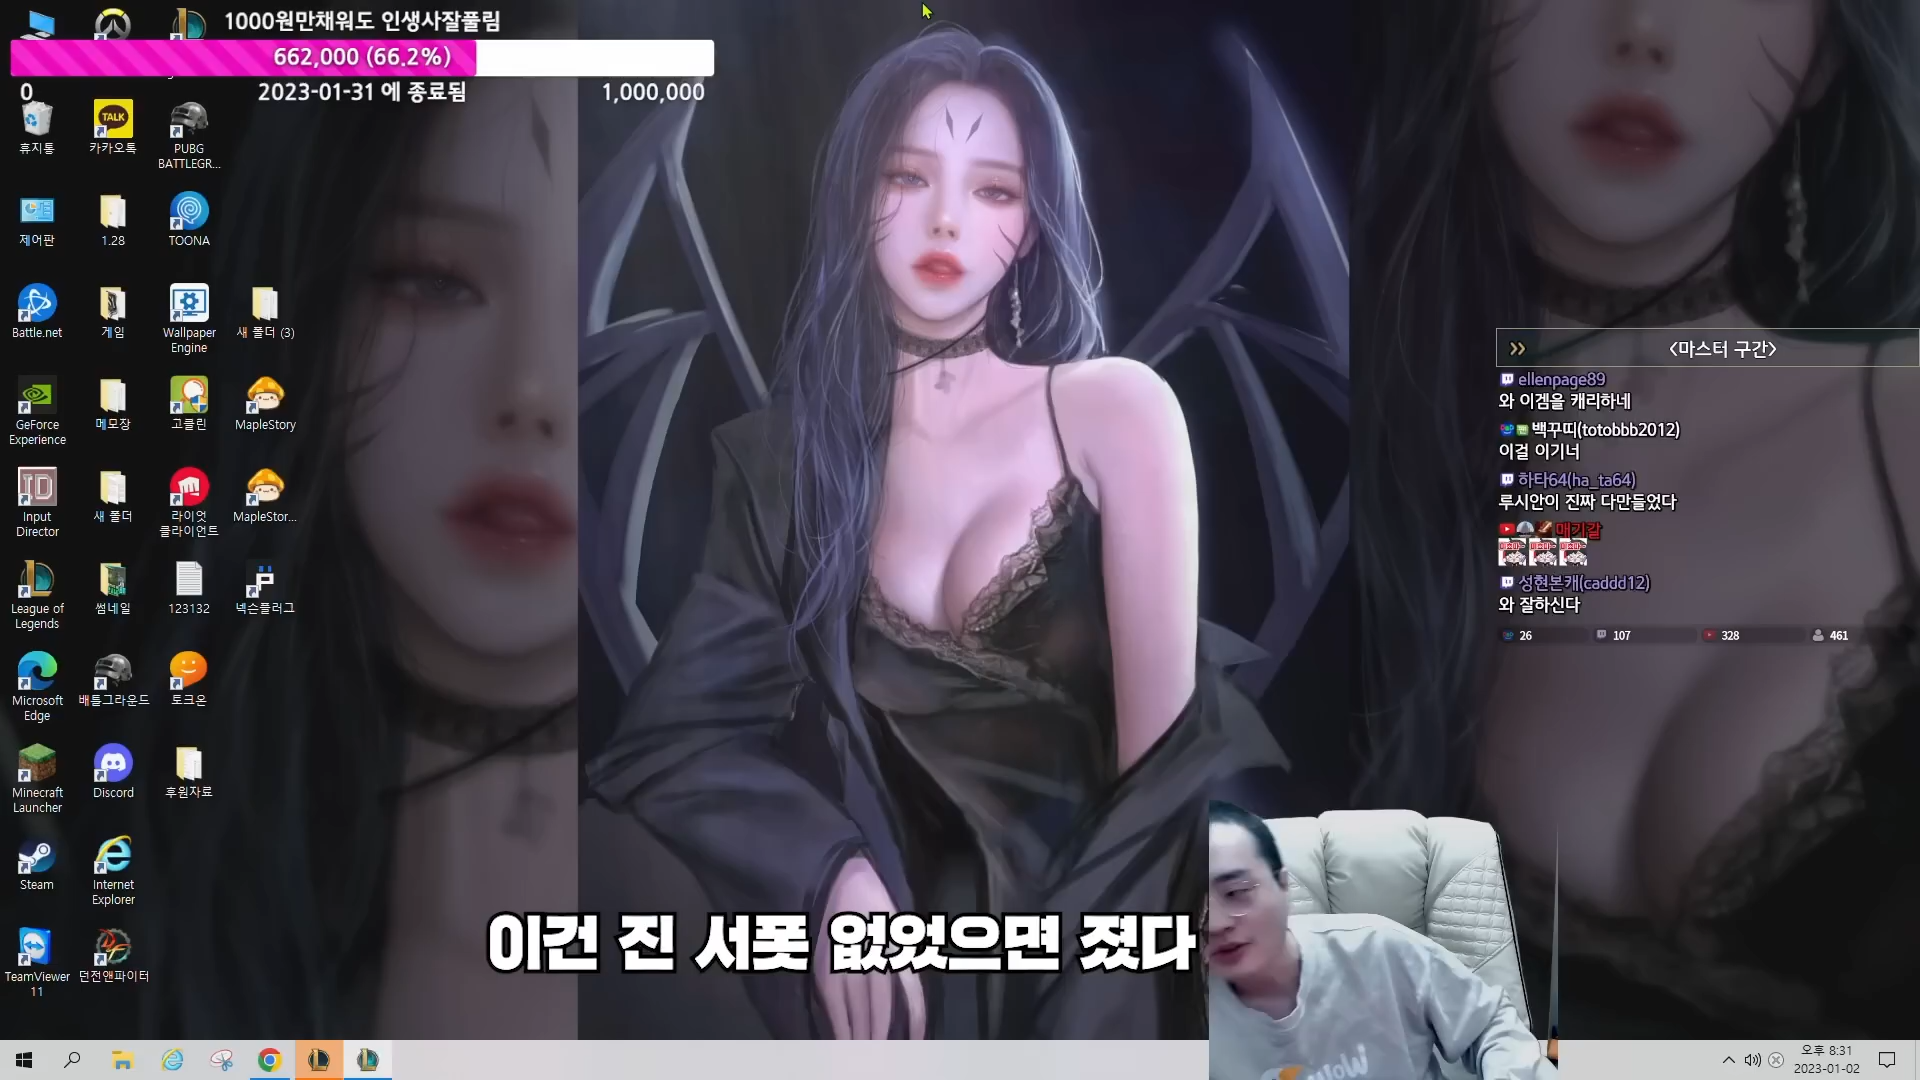 1000원만채워도 인생사잘풀림
662,000 (66.2%)
0
2023-01-31 에 종료됨
1,000,000
휴지통
TALK
카카오톡
PUBG
BATTLEGR...
제어판
1.28
TOONA
Battle.net
게임
Wallpaper
Engine
새 폴더 (3)
GeForce
Experience
메모장
고클린
MapleStory
ID
Input
Director
새 폴더
라이엇
클라이언트
MapleStor...
League of
Legends
썸네일
123132
넥슨플러그
Microsoft
Edge
배틀그라운드
토크온
Minecraft
Launcher
Discord
후원자료
Steam
Internet
Explorer
TeamViewer
11
던전앤파이터
<마스터 구간>
ellenpage89
와 이겜을 캐리하네
백꾸띠(totobbb2012)
이걸 이기너
하타64(ha_ta64)
루시안이 진짜 다만들었다
매기갈
성현본캐(caddd12)
와 잘하신다
26
107
328
461
이건 진 서폿 없었으면 졌다
오후 8:31
2023-01-02